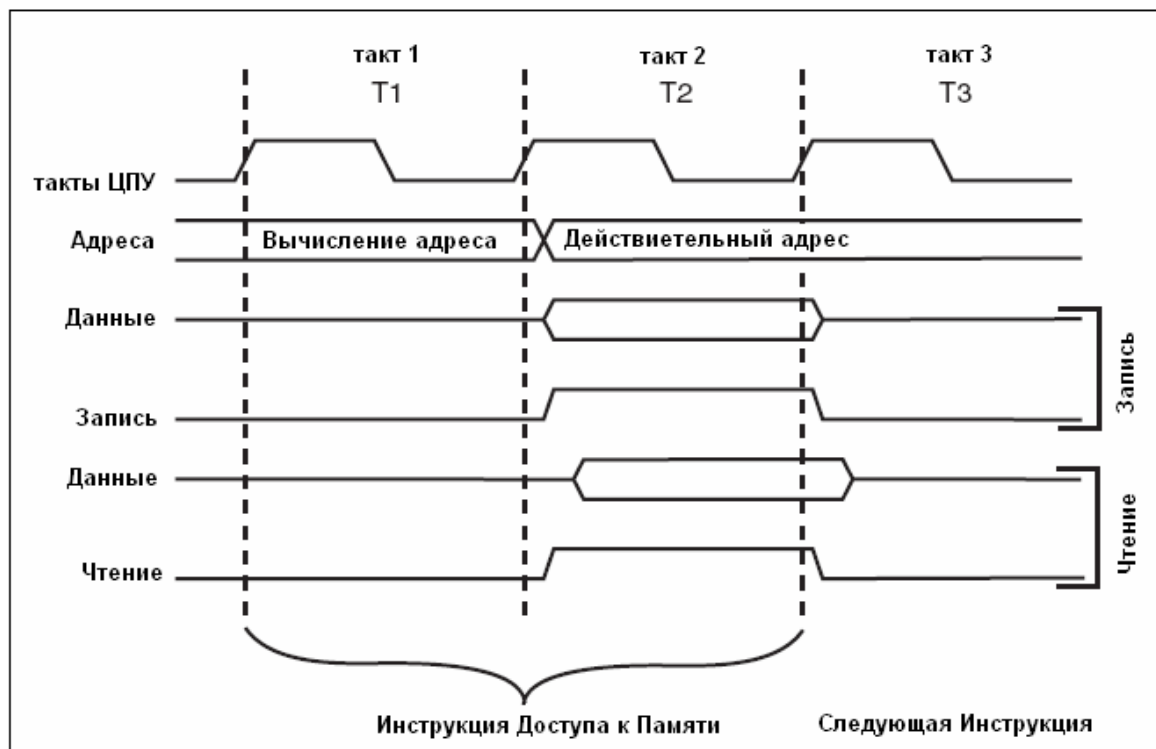 такт 1 такт 2 такт 3
T1 T2 T3
такты ЦПУ
Адреса Вычисление адреса Действиетельный адрес
Данные
Запись
Запись
Данные
Чтение
Чтение
Инструкция Доступа к Памяти Следующая Инструкция